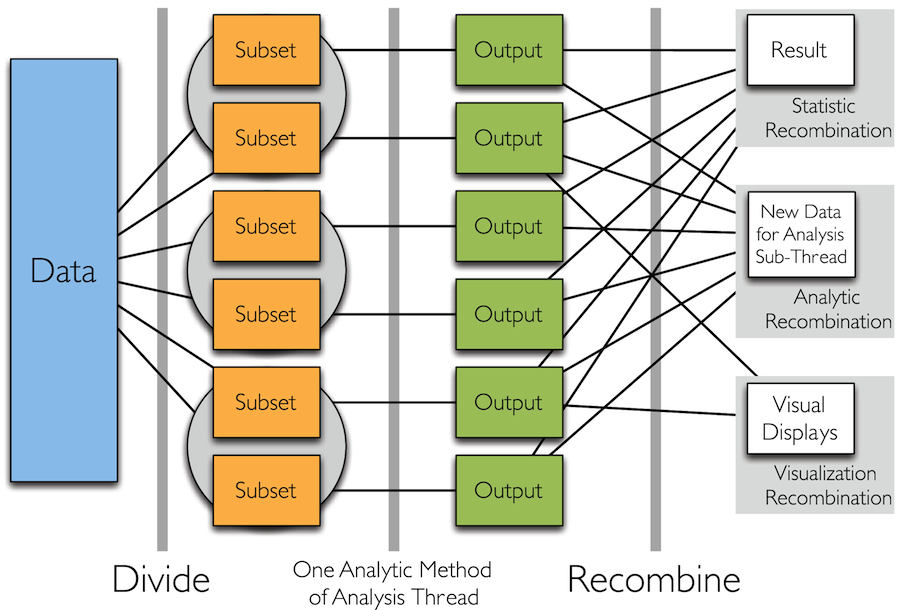 Data
Subset
Subset
Subset
Subset
Subset
Subset
Output
Output
Output
Output
Output
Output
Result
Statistic
Recombination
New Data
for Analysis
Sub-Thread
Analytic
Recombination
Visual
Displays
Visualization
Recombination
Divide
One Analytic Method
of Analysis Thread
Recombine